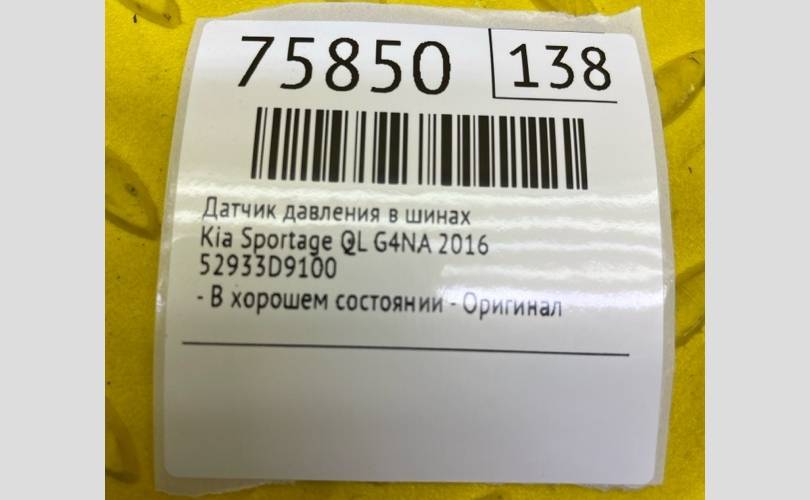 75850 138
Датчик давления в шинах
Kia Sportage QL G4NA 2016
52933D9100
- В хорошем состоянии - Оригинал